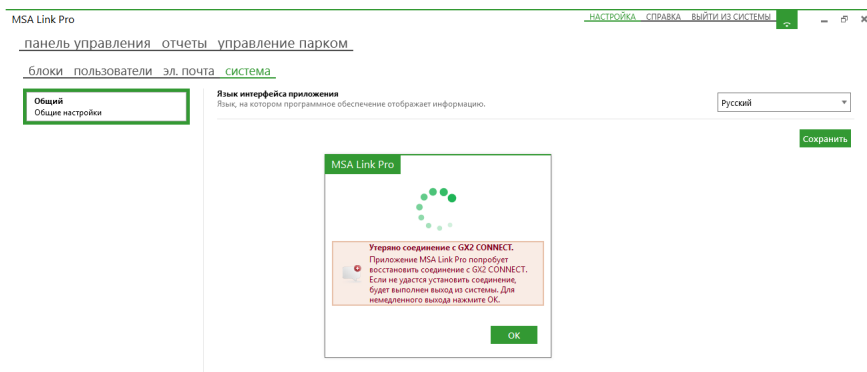 MSA Link Pro
НАСТРОЙКА СПРАВКА ВЫЙТИ ИЗ СИСТЕМЫ
панель управления отчеты управление парком
блоки пользователи эл. почта система
Общий
Общие настройки
Язык интерфейса приложения
Язык, на котором программное обеспечение отображает информацию.
Русский
Сохранить
MSA Link Pro
Утеряно соединение с GX2 CONNECT.
Приложение MSA Link Pro попробует
восстановить соединение с GX2 CONNECT.
Если не удастся установить соединение,
будет выполнен выход из системы. Для
немедленного выхода нажмите ОК.
ОК